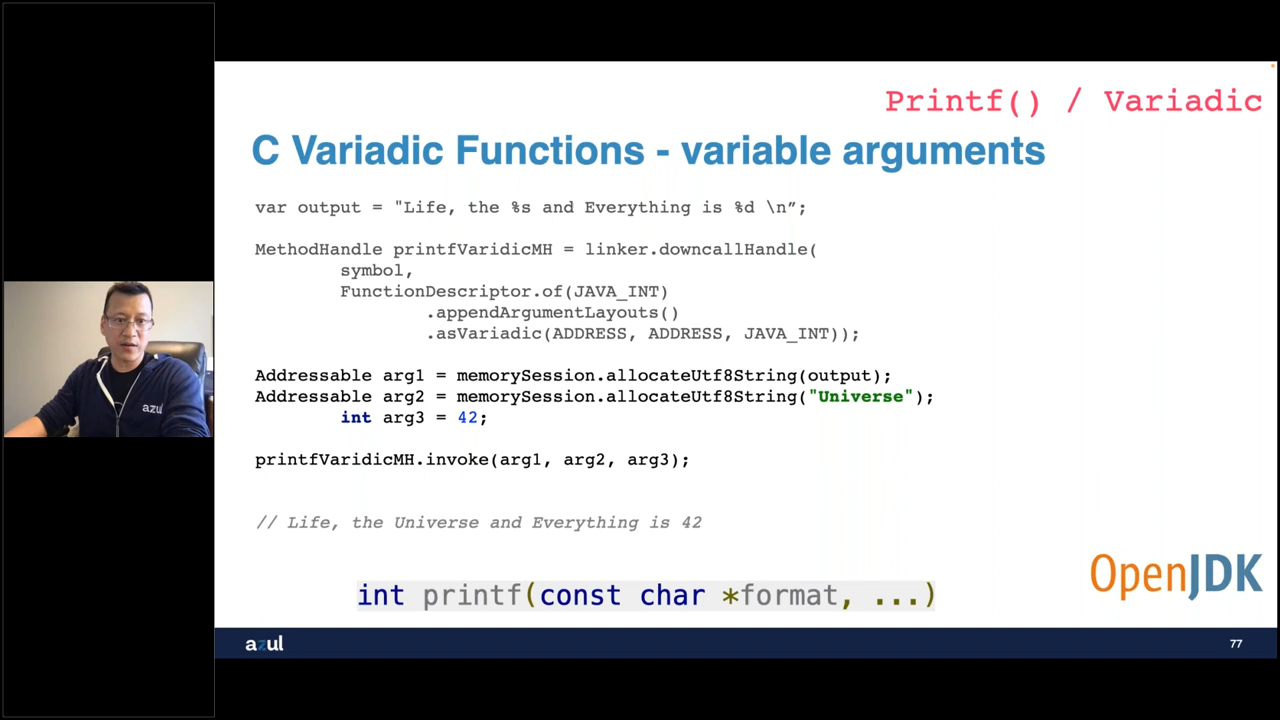 Printf() / Variadic
C Variadic Functions - variable arguments
var output = "Life, the %s and Everything is %d \n”;
MethodHandle printfVaridicMH = linker.downcallHandle(
symbol,
FunctionDescriptor.of(JAVA_INT)
.appendArgumentLayouts()
.asVariadic(ADDRESS, ADDRESS, JAVA_INT));
Addressable arg1 = memorySession.allocateUtf8String(output);
Addressable arg2 = memorySession.allocateUtf8String("Universe");
int arg3 = 42;
printfVaridicMH.invoke(arg1, arg2, arg3);
// Life, the Universe and Everything is 42
int printf(const char *format, ...)
OpenJDK
azul
azul
77